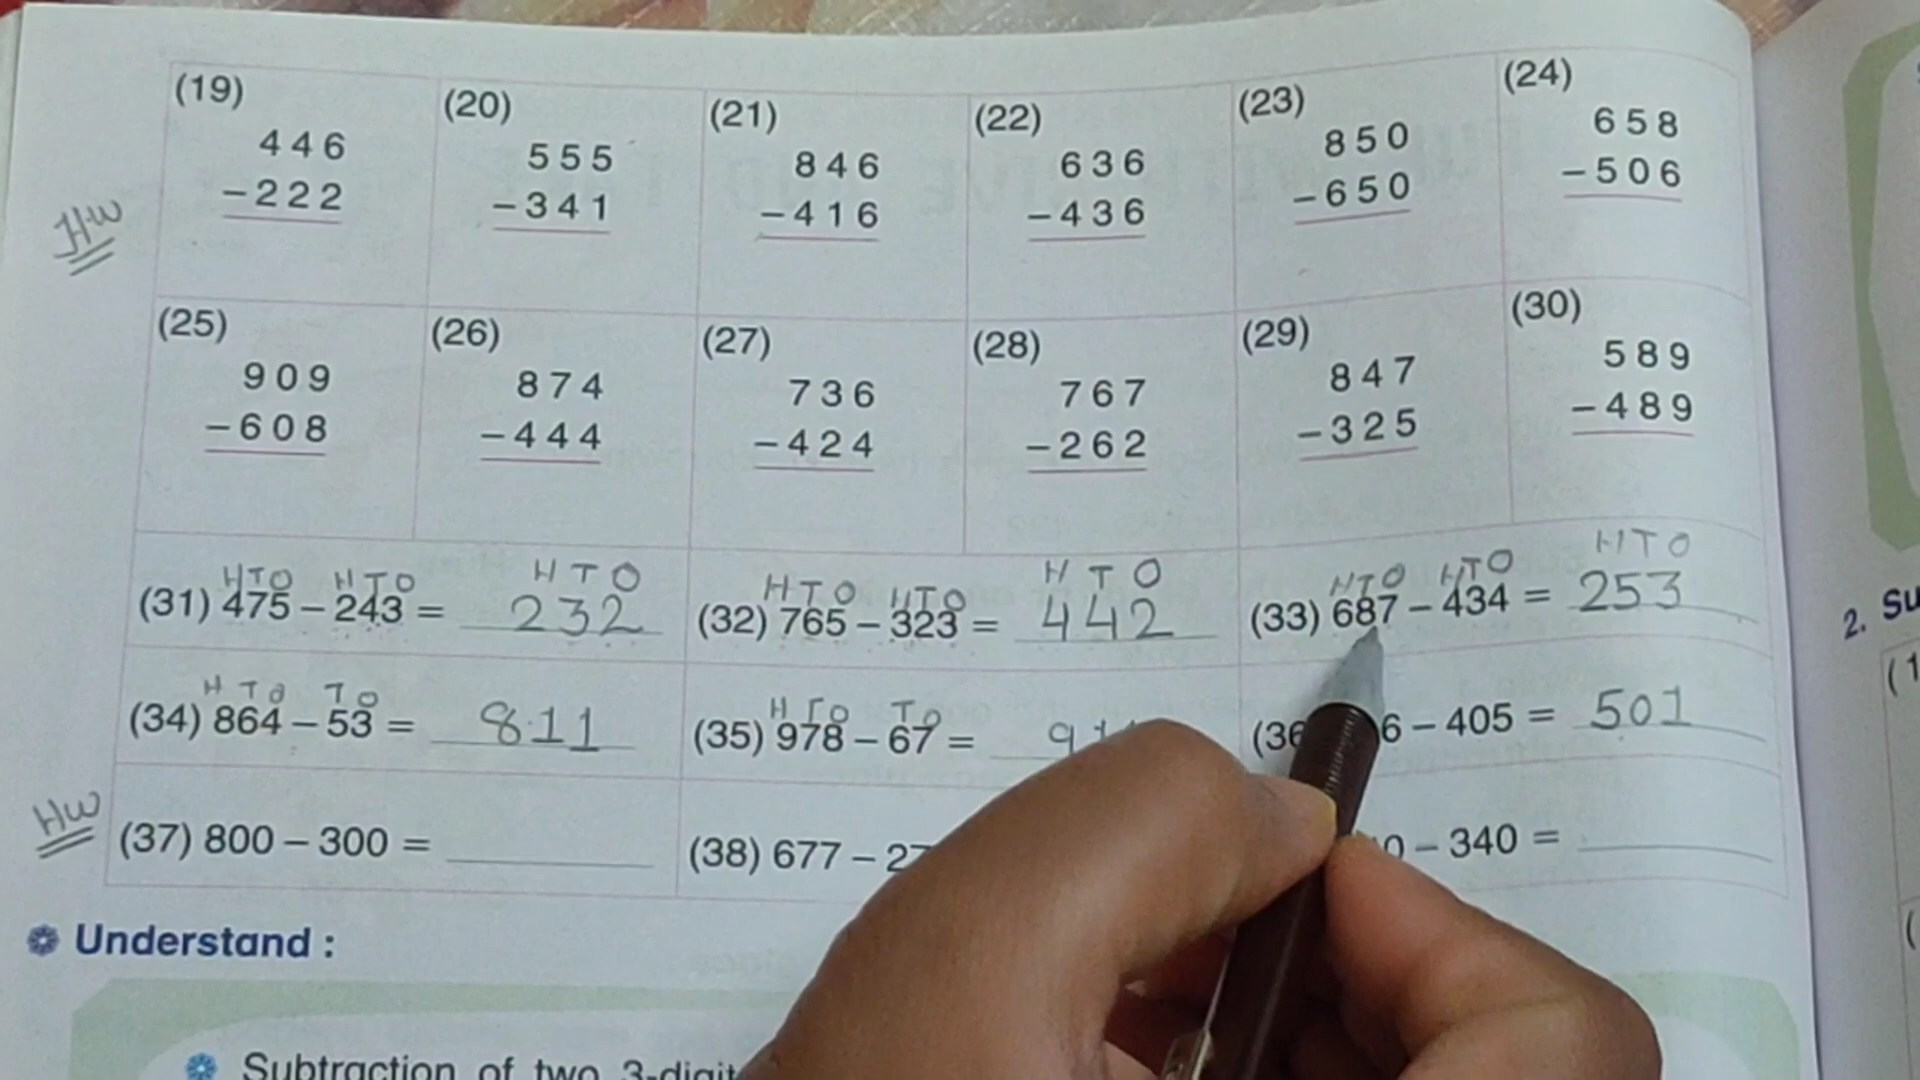 (19) (20) (21) (22) (23) (24)
446 555 846 636 850 658
-222 -341 -416 -436 -650 -506
HW
(25) (26) (27) (28) (29) (30)
909 874 736 767 847 589
-608 -444 -424 -262 -325 -489
HTO HTO HTO HTO HTO HTO HTO HTO HTO
(31) 475 – 243 = 232 (32) 765 – 323 = 442 (33) 687 – 434 = 253
HTO TO HTO TO
(34) 864 – 53 = 811 (35) 978 – 67 = (36 6 – 405 = 501
HW
(37) 800 – 300 = (38) 677 – 0 – 340 =
Understand :
Subtraction of two 3-digit
2. Su
(1
(